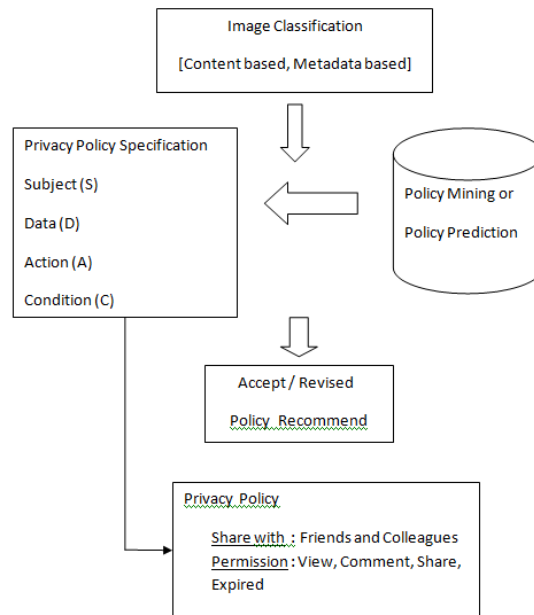 Image Classification
[Content based, Metadata based]
Privacy Policy Specification
Subject (S)
Data (D)
Action (A)
Condition (C)
Policy Mining or
Policy Prediction
Accept / Revised
Policy Recommend
Privacy Policy
Share with : Friends and Colleagues
Permission : View, Comment, Share,
Expired